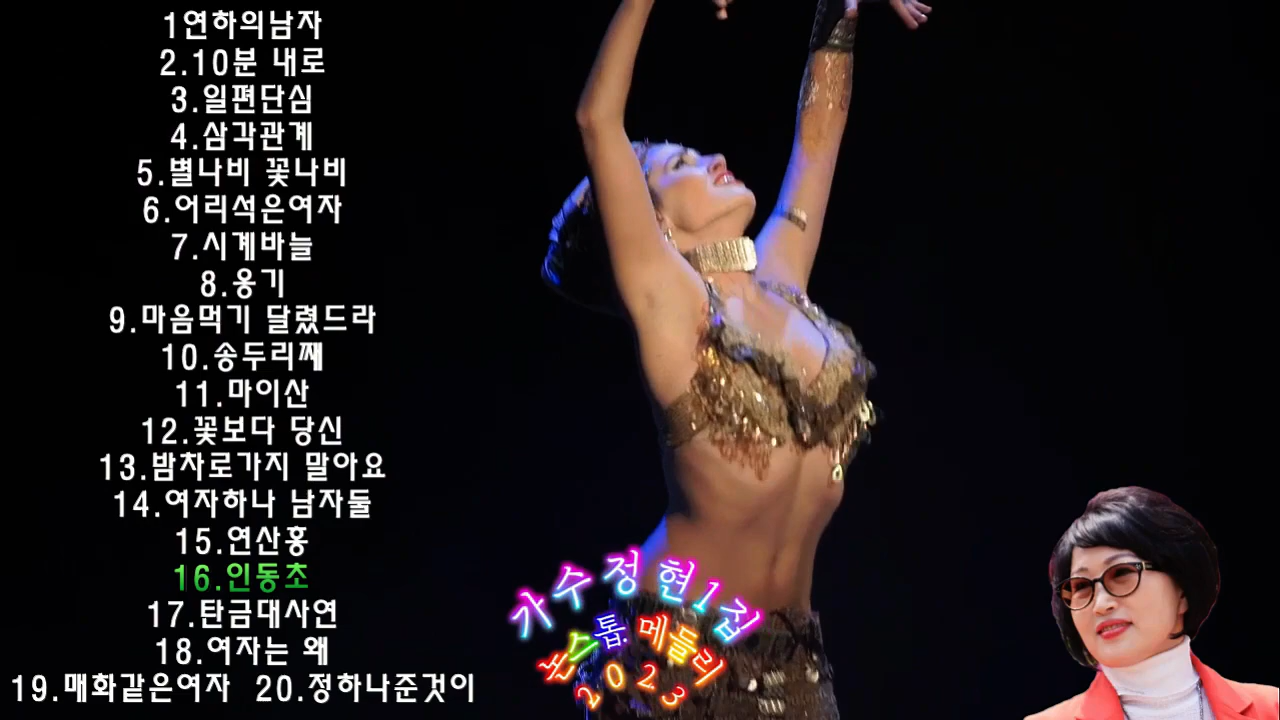 1연하의남자
2.10분 내로
3.일편단심
4.삼각관계
5.별나비 꽃나비
6.어리석은여자
7.시계바늘
8.옹기
9.마음먹기 달렸드라
10.송두리째
11.마이산
12.꽃보다 당신
13.밤차로가지 말아요
14.여자하나 남자둘
15.연산홍
16.인동초
17.탄금대사연
18.여자는 왜
19.매화같은여자 20.정하나준것이
가수정현1집
논스톱 메들리
2023